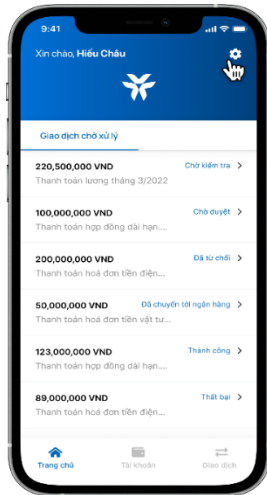 9:41
Xin chào, Hiếu Châu
Giao dịch chờ xử lý
220,500,000 VND Chờ kiểm tra
Thanh toán lương tháng 3/2022
100,000,000 VND Chờ duyệt
Thanh toán hợp đồng dài hạn....
200,000,000 VND Đã từ chối
Thanh toán hoá đơn tiền điện...
50,000,000 VND Đã chuyển tới ngân hàng
Thanh toán hoá đơn tiền vật tư...
123,000,000 VND Thành công
Thanh toán hợp đồng dài hạn....
89,000,000 VND Thất bại
Thanh toán hoá đơn tiền điện...
Trang chủ Tài khoản Giao dịch